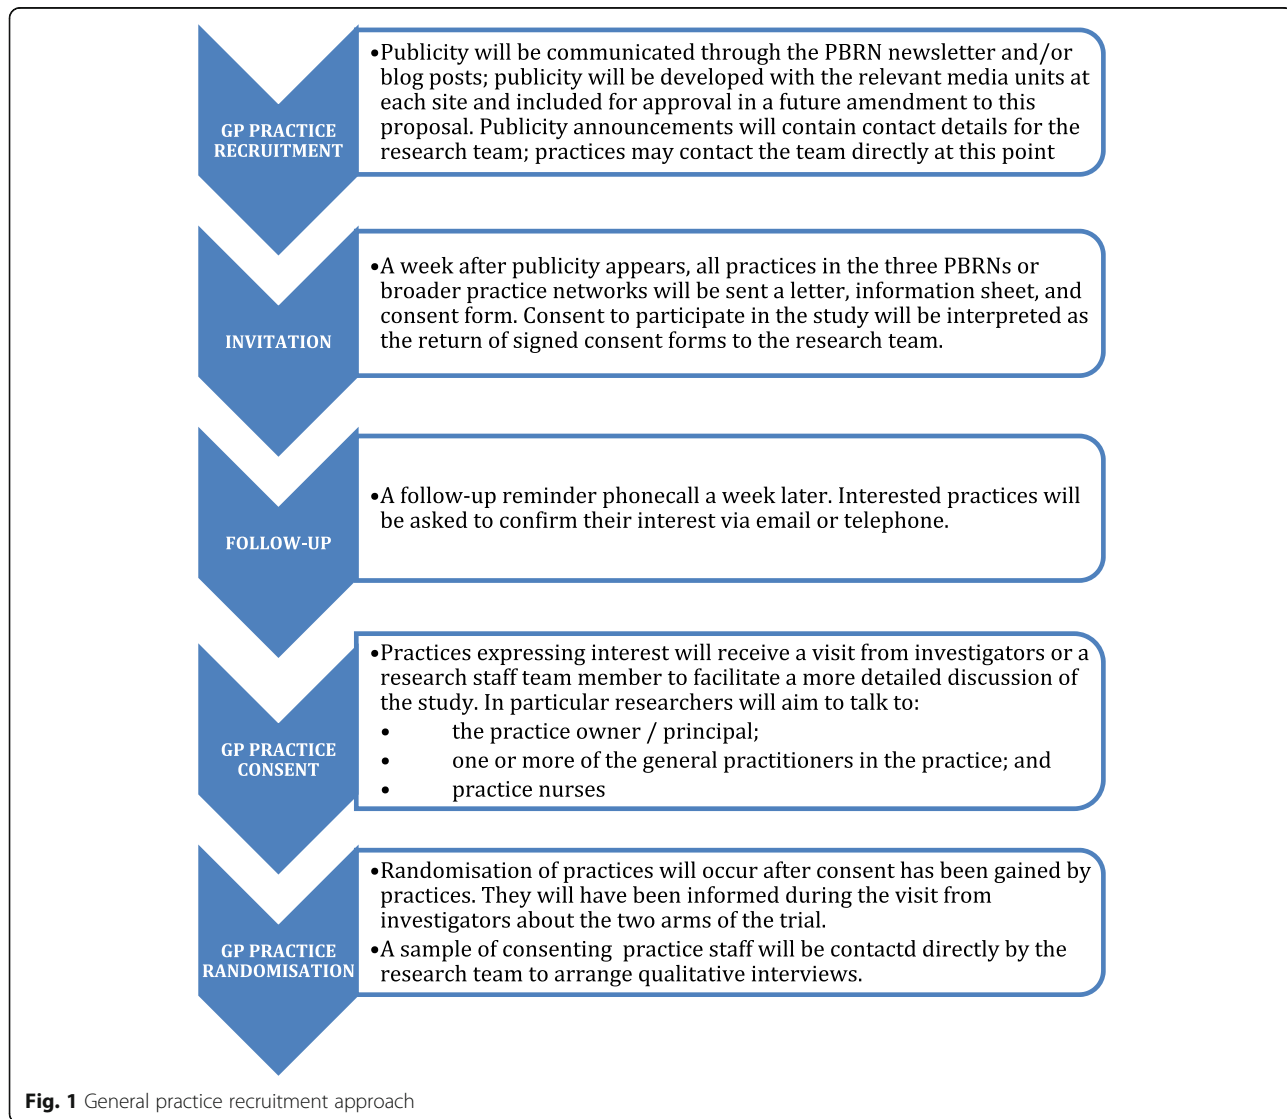 GP PRACTICE
RECRUITMENT
•Publicity will be communicated through the PBRN newsletter and/or
blog posts; publicity will be developed with the relevant media units at
each site and included for approval in a future amendment to this
proposal. Publicity announcements will contain contact details for the
research team; practices may contact the team directly at this point
INVITATION
•A week after publicity appears, all practices in the three PBRNs or
broader practice networks will be sent a letter, information sheet, and
consent form. Consent to participate in the study will be interpreted as
the return of signed consent forms to the research team.
FOLLOW-UP
•A follow-up reminder phonecall a week later. Interested practices will
be asked to confirm their interest via email or telephone.
GP PRACTICE
CONSENT
•Practices expressing interest will receive a visit from investigators or a
research staff team member to facilitate a more detailed discussion of
the study. In particular researchers will aim to talk to:
• the practice owner / principal;
• one or more of the general practitioners in the practice; and
• practice nurses
GP PRACTICE
RANDOMISATION
•Randomisation of practices will occur after consent has been gained by
practices. They will have been informed during the visit from
investigators about the two arms of the trial.
•A sample of consenting  practice staff will be contactd directly by the
research team to arrange qualitative interviews.
Fig. 1 General practice recruitment approach